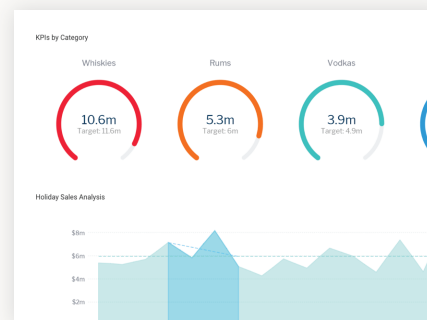 KPIs by Category
Whiskies Rums Vodkas
10.6m 5.3m 3.9m
Target: 11.6m Target: 6m Target: 4.9m
Holiday Sales Analysis
$8m
$6m
$4m
$2m